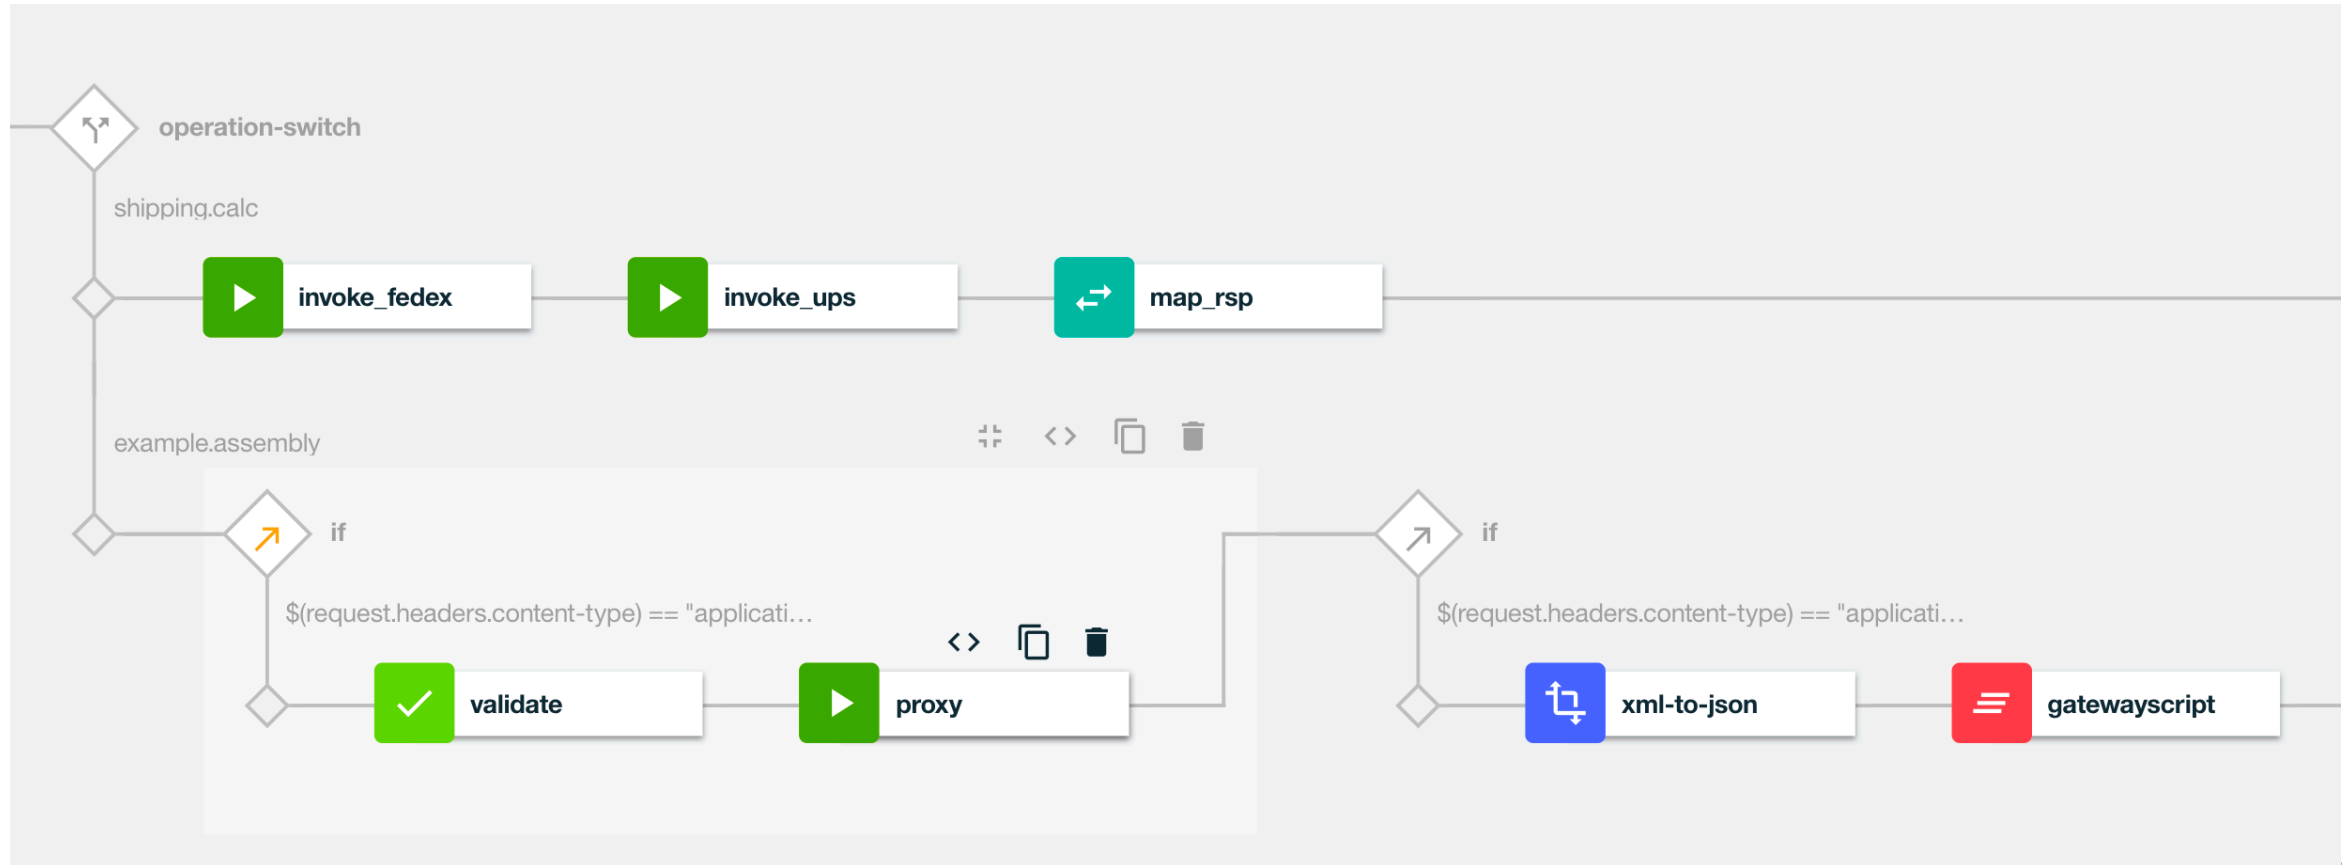 operation-switch
shipping.calc
invoke_fedex
invoke_ups
map_rsp
example.assembly
if
if
$(request.headers.content-type) == "applicati...
$(request.headers.content-type) == "applicati...
validate
proxy
xml-to-json
gatewayscript